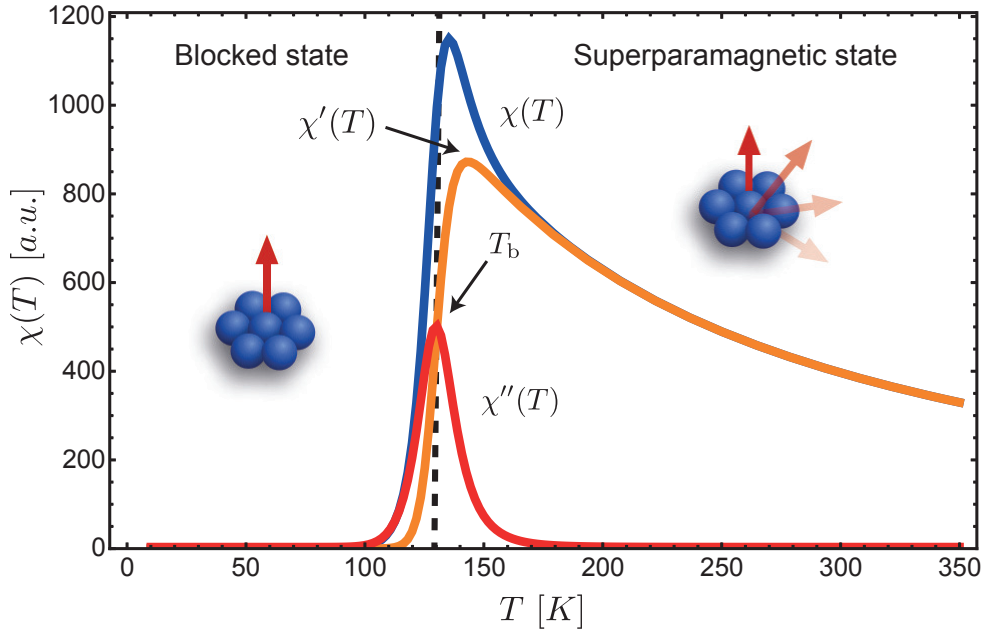 Blocked state
Superparamagnetic state
χ(T)
χ′(T)
T_b
χ″(T)
χ(T) [a.u.]
1200
1000
800
600
400
200
0
0 50 100 150 200 250 300 350
T [K]